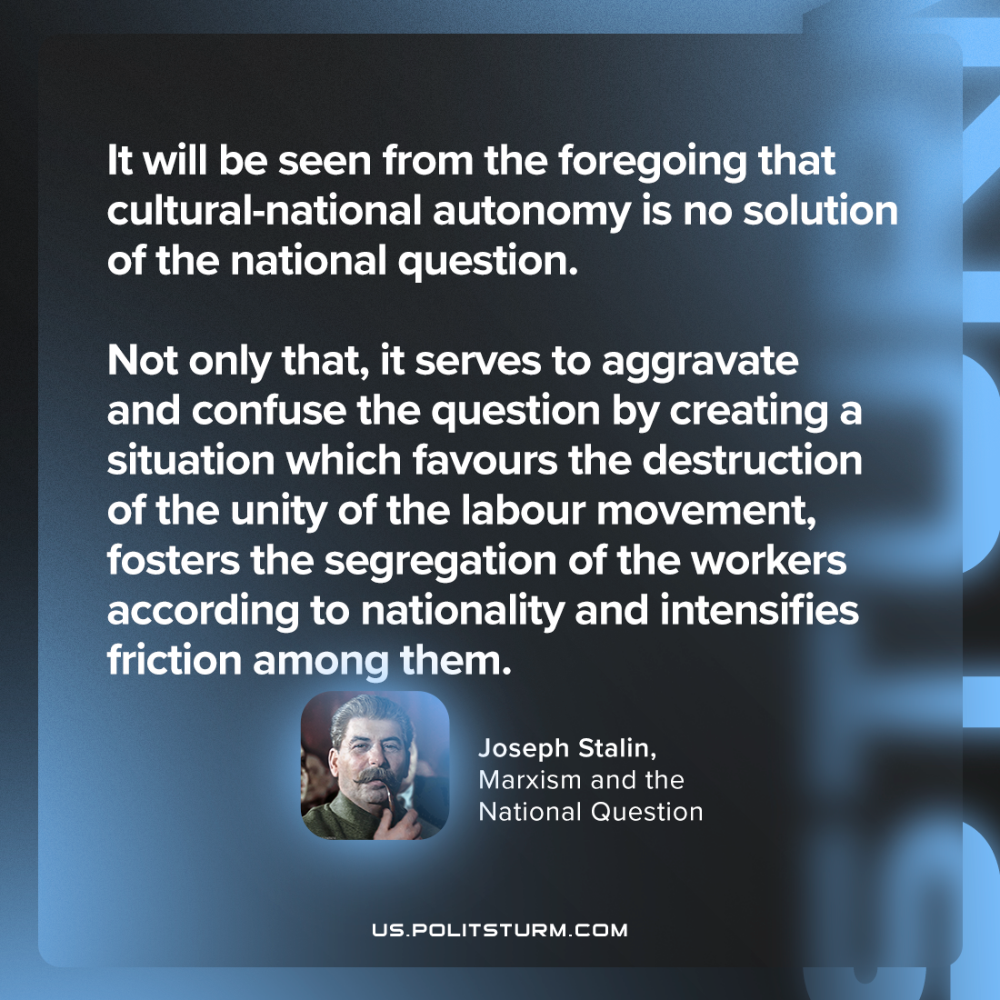 It will be seen from the foregoing that
cultural-national autonomy is no solution
of the national question.
Not only that, it serves to aggravate
and confuse the question by creating a
situation which favours the destruction
of the unity of the labour movement,
fosters the segregation of the workers
according to nationality and intensifies
friction among them.
Joseph Stalin,
Marxism and the
National Question
US.POLITSTURM.COM